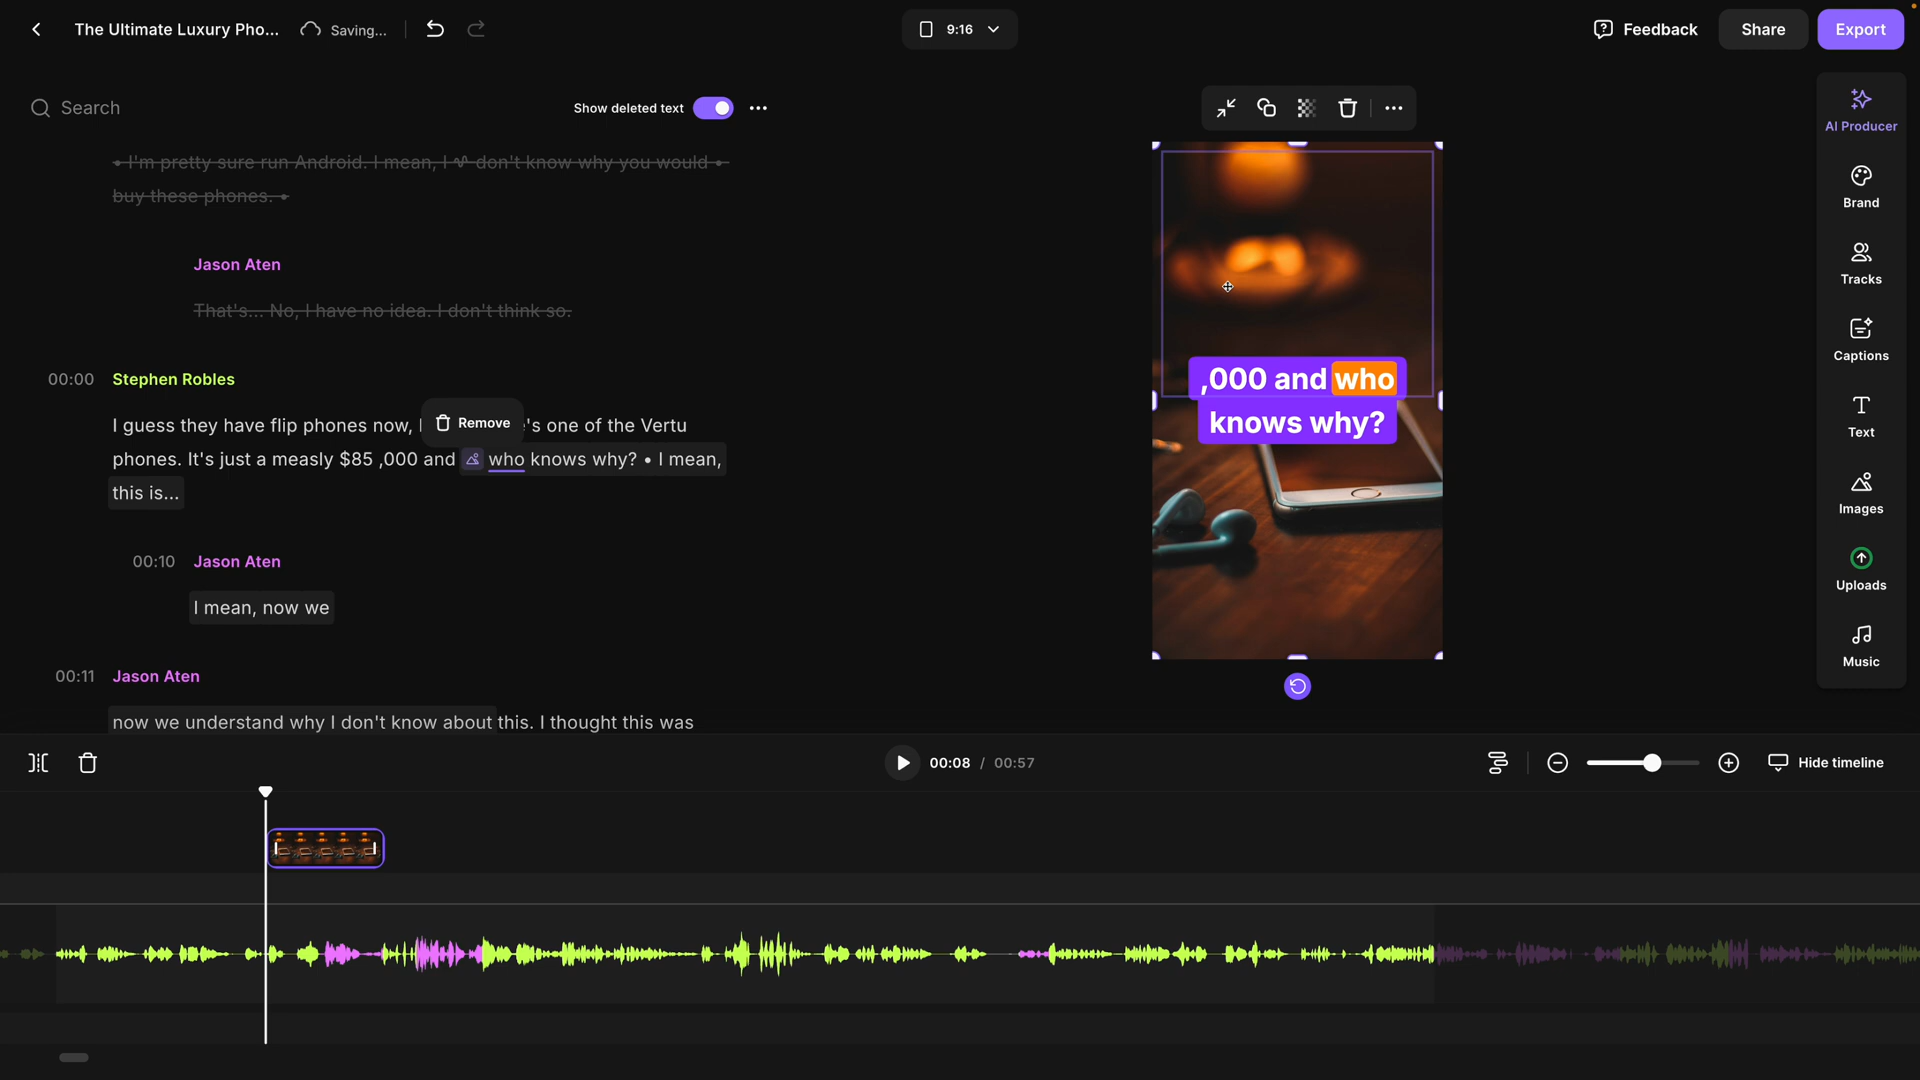 The Ultimate Luxury Pho...
Saving...
9:16
Feedback
Share
Export
Search
Show deleted text
• I'm pretty sure run Android. I mean, I don't know why you would •
buy these phones. •
Jason Aten
That's... No, I have no idea. I don't think so.
00:00 Stephen Robles
I guess they have flip phones now, 's one of the Vertu
Remove
phones. It's just a measly $85 ,000 and who knows why? • I mean,
this is...
00:10 Jason Aten
I mean, now we
00:11 Jason Aten
now we understand why I don't know about this. I thought this was
,000 and who
knows why?
AI Producer
Brand
Tracks
Captions
Text
Images
Uploads
Music
00:08 / 00:57
Hide timeline